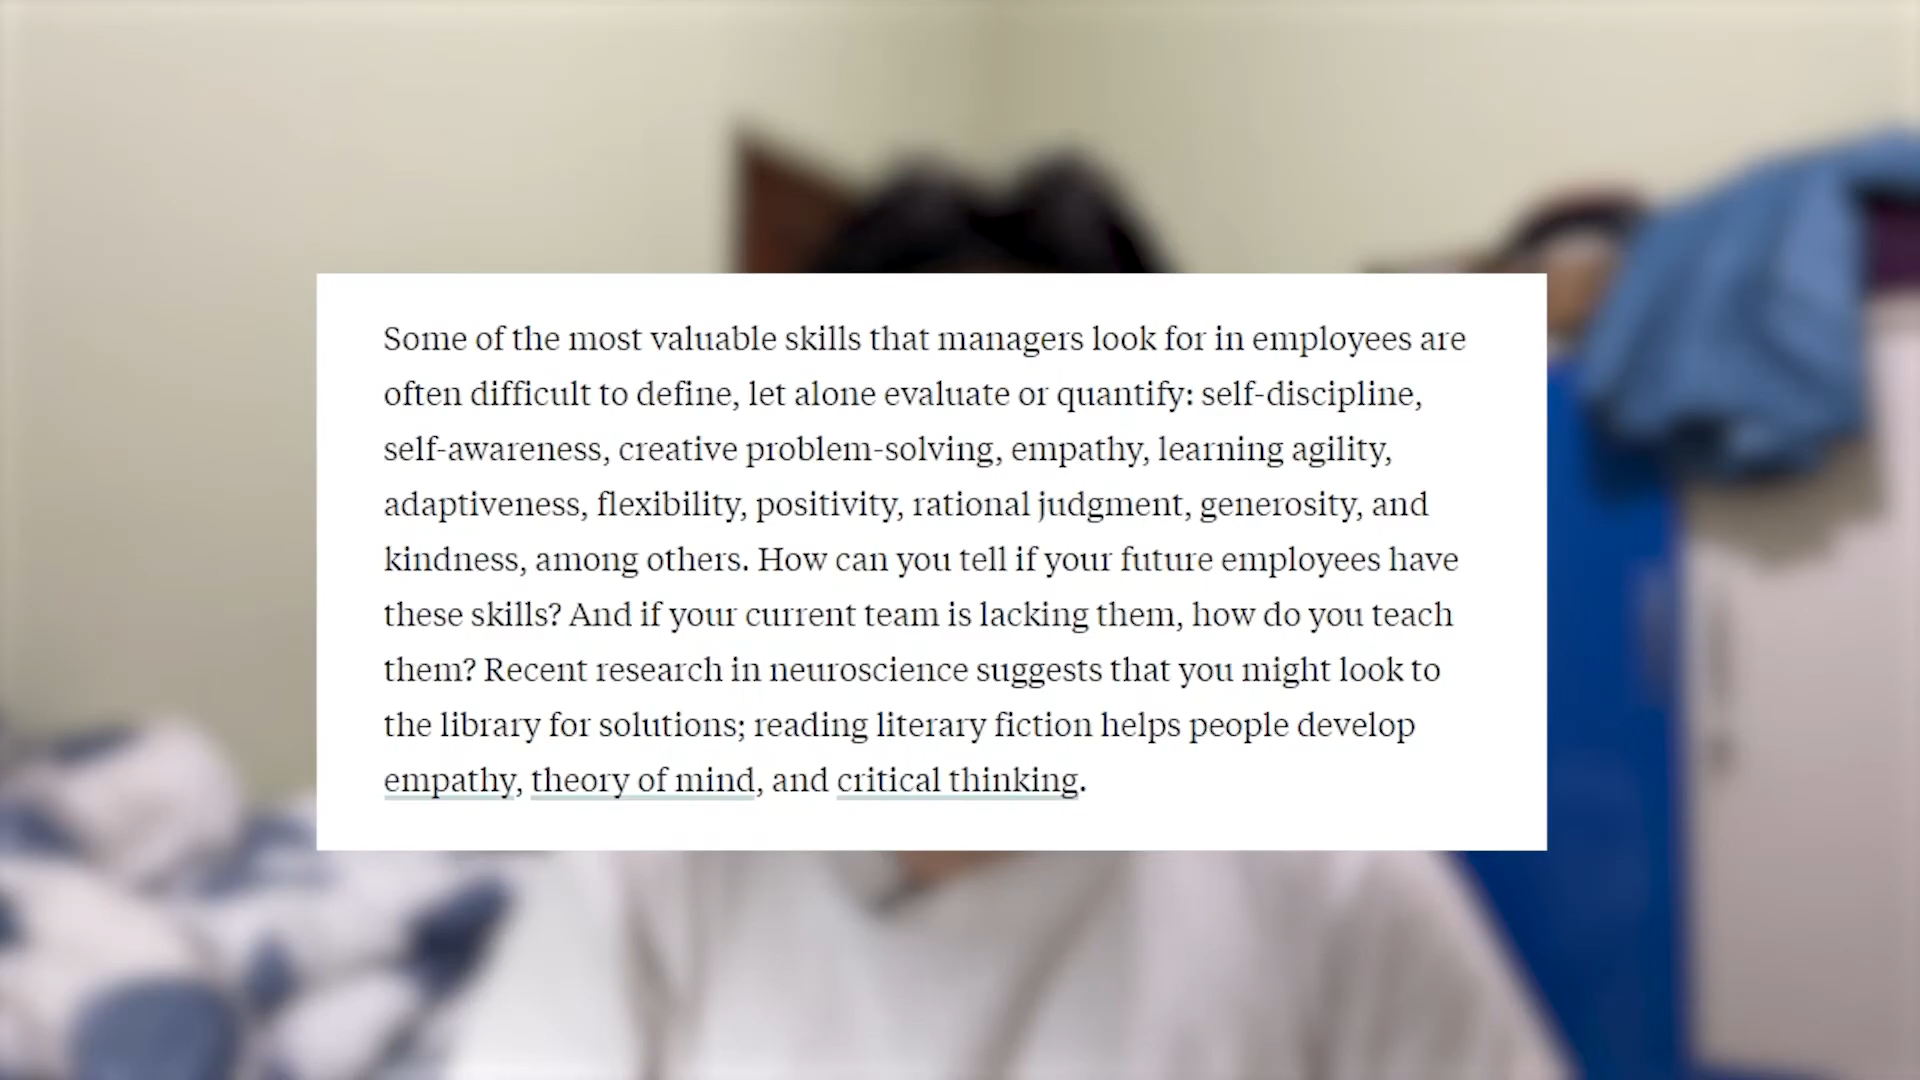 Some of the most valuable skills that managers look for in employees are
often difficult to define, let alone evaluate or quantify: self-discipline,
self-awareness, creative problem-solving, empathy, learning agility,
adaptiveness, flexibility, positivity, rational judgment, generosity, and
kindness, among others. How can you tell if your future employees have
these skills? And if your current team is lacking them, how do you teach
them? Recent research in neuroscience suggests that you might look to
the library for solutions; reading literary fiction helps people develop
empathy, theory of mind, and critical thinking.